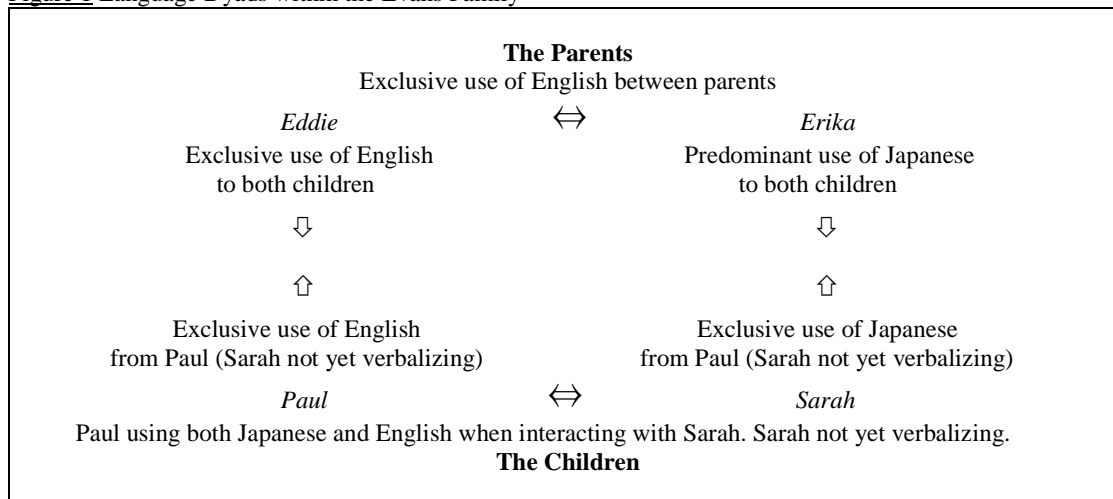 Figure 1 Language Dyads within the Evans Family
The Parents
Exclusive use of English between parents
Eddie
Exclusive use of English
to both children
Erika
Predominant use of Japanese
to both children
Exclusive use of English
from Paul (Sarah not yet verbalizing)
Paul
Exclusive use of Japanese
from Paul (Sarah not yet verbalizing)
Sarah
Paul using both Japanese and English when interacting with Sarah. Sarah not yet verbalizing.
The Children